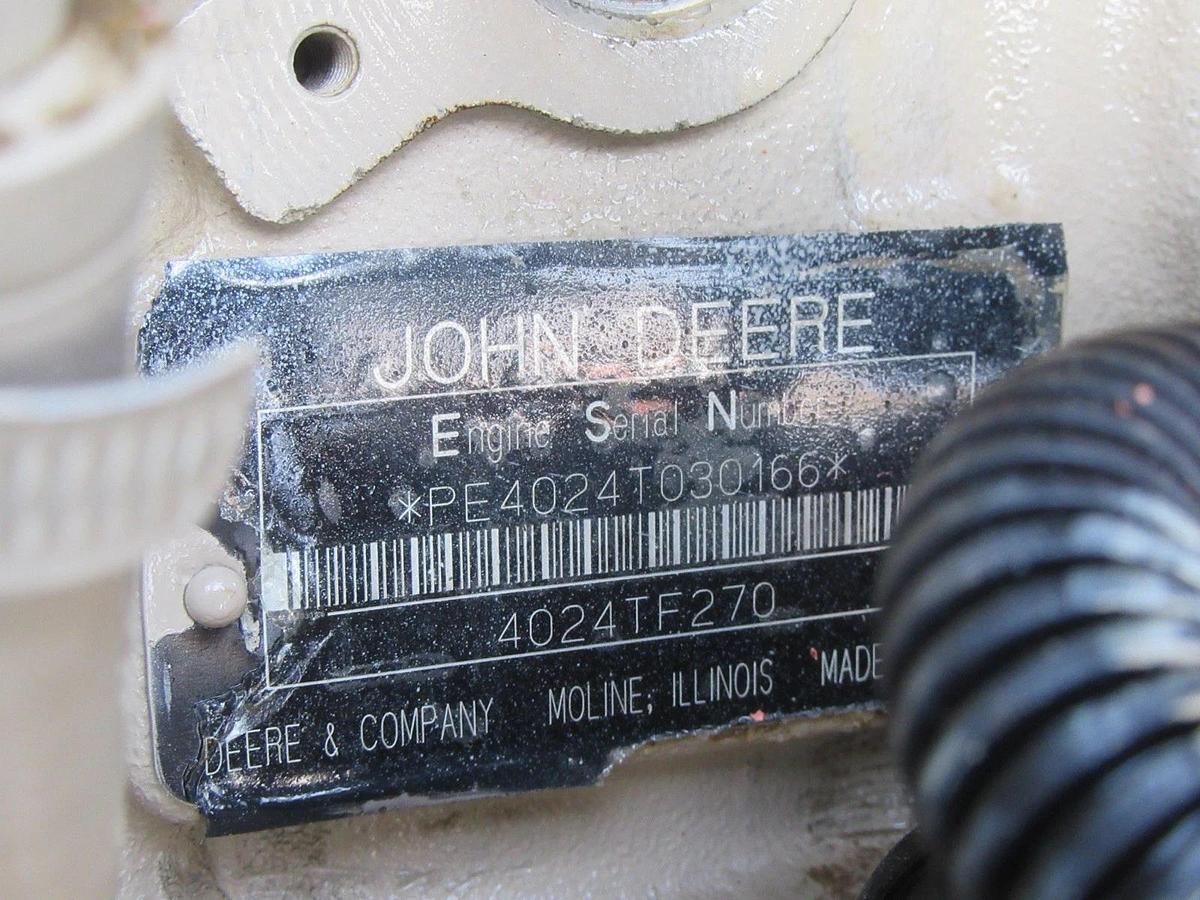 JOHN DEERE
Engine Serial Number
*PE4024T030166*
4024TF270
DEERE & COMPANY MOLINE, ILLINOIS MADE